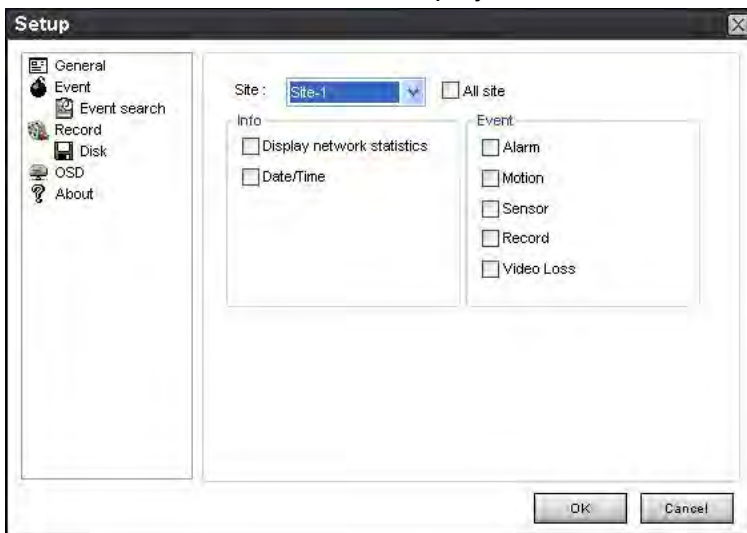 Setup
General
Event
Event search
Record
Disk
OSD
About
Site : Site-1 All site
Info
Display network statistics
Date/Time
Event
Alarm
Motion
Sensor
Record
Video Loss
OK Cancel